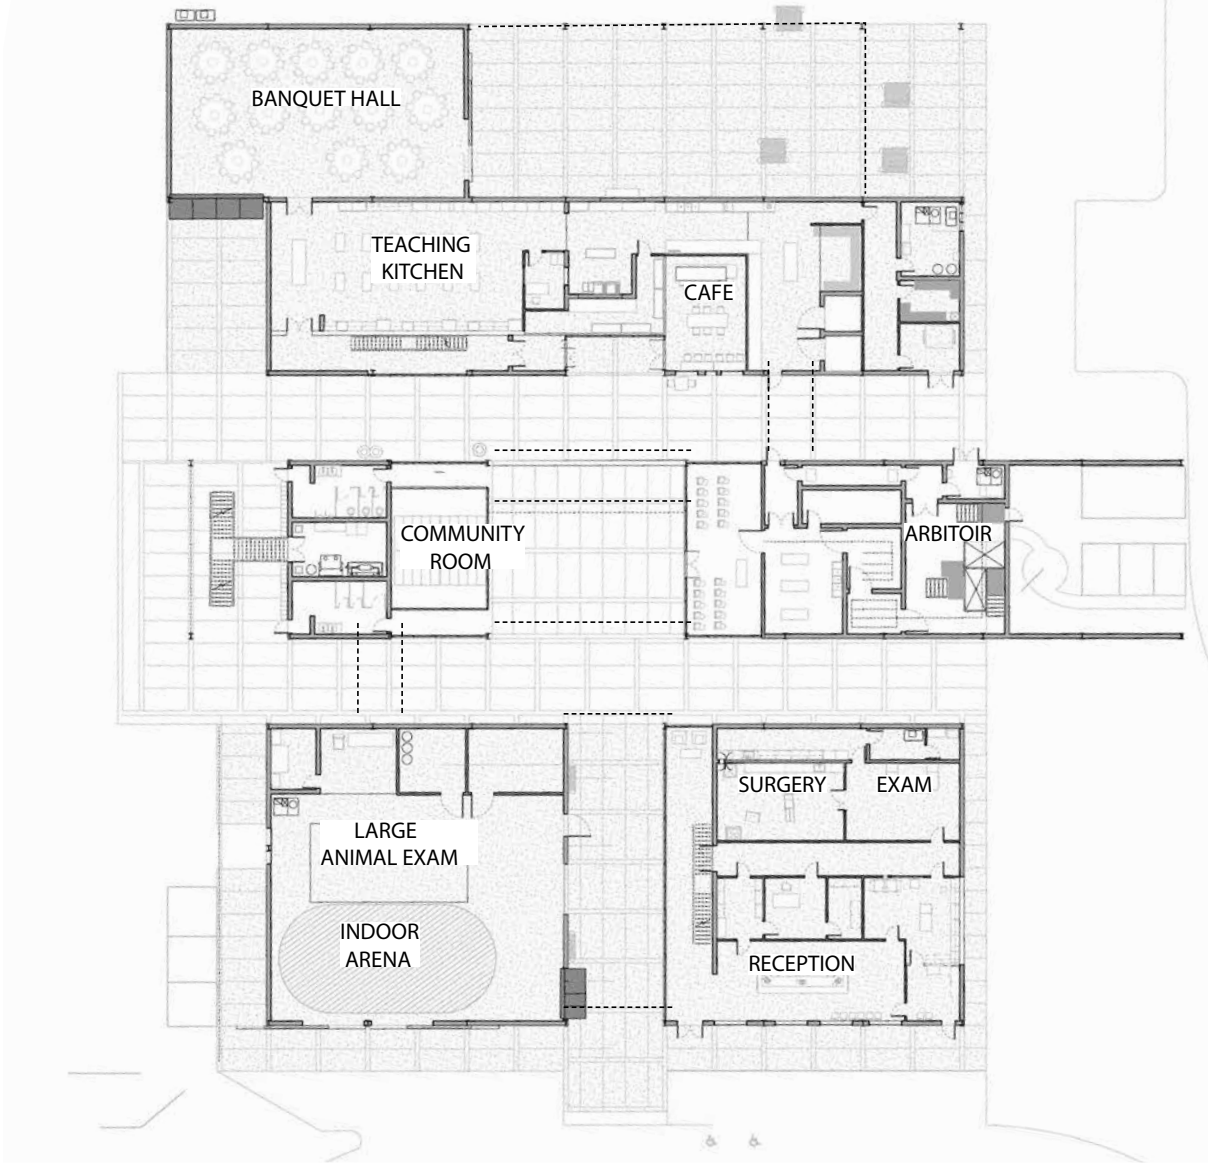 BANQUET HALL
TEACHING
KITCHEN
CAFE
COMMUNITY
ROOM
ARBITOIR
SURGERY
EXAM
LARGE
ANIMAL EXAM
INDOOR
ARENA
RECEPTION